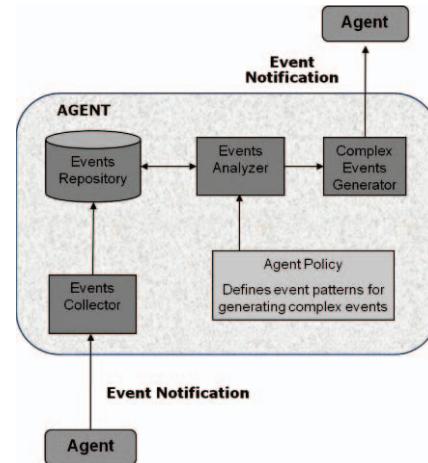 Agent
Event
Notification
AGENT
Events
Repository
Events
Analyzer
Complex
Events
Generator
Agent Policy
Defines event patterns for
generating complex events
Events
Collector
Event Notification
Agent